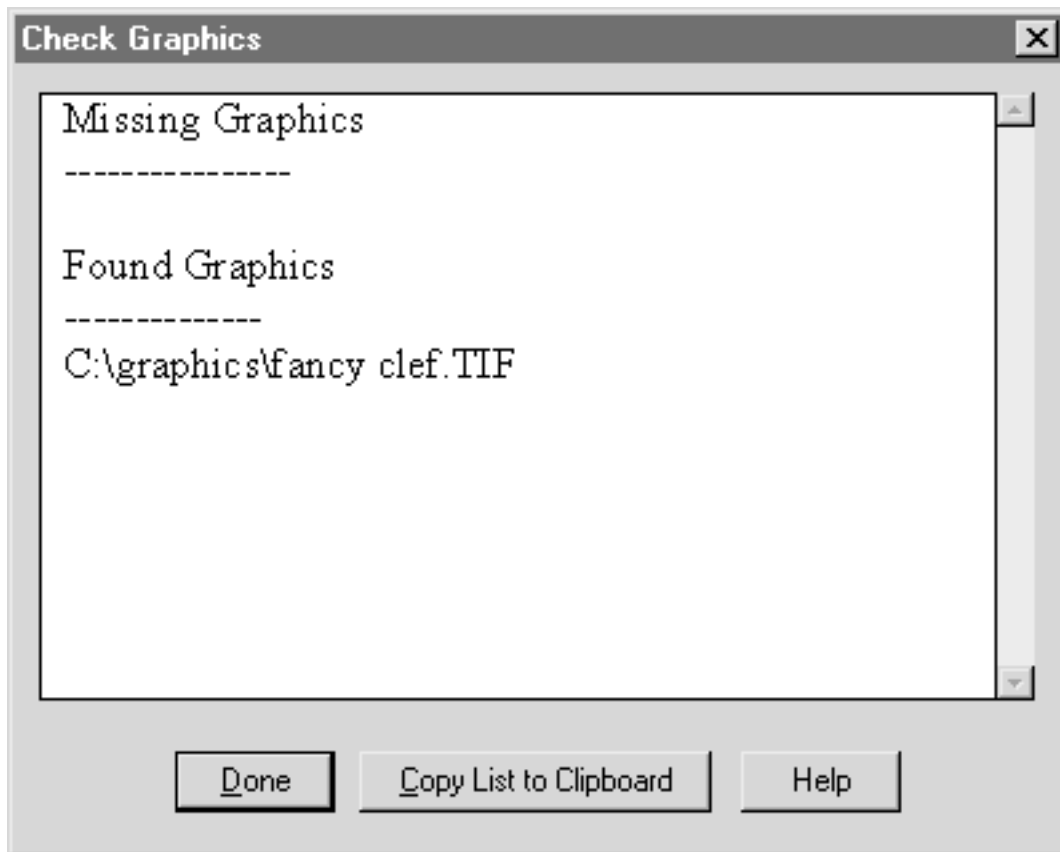 Check Graphics
Missing Graphics
---------------
Found Graphics
-------------
C:\graphics\fancy clef.TIF
Done
Copy List to Clipboard
Help